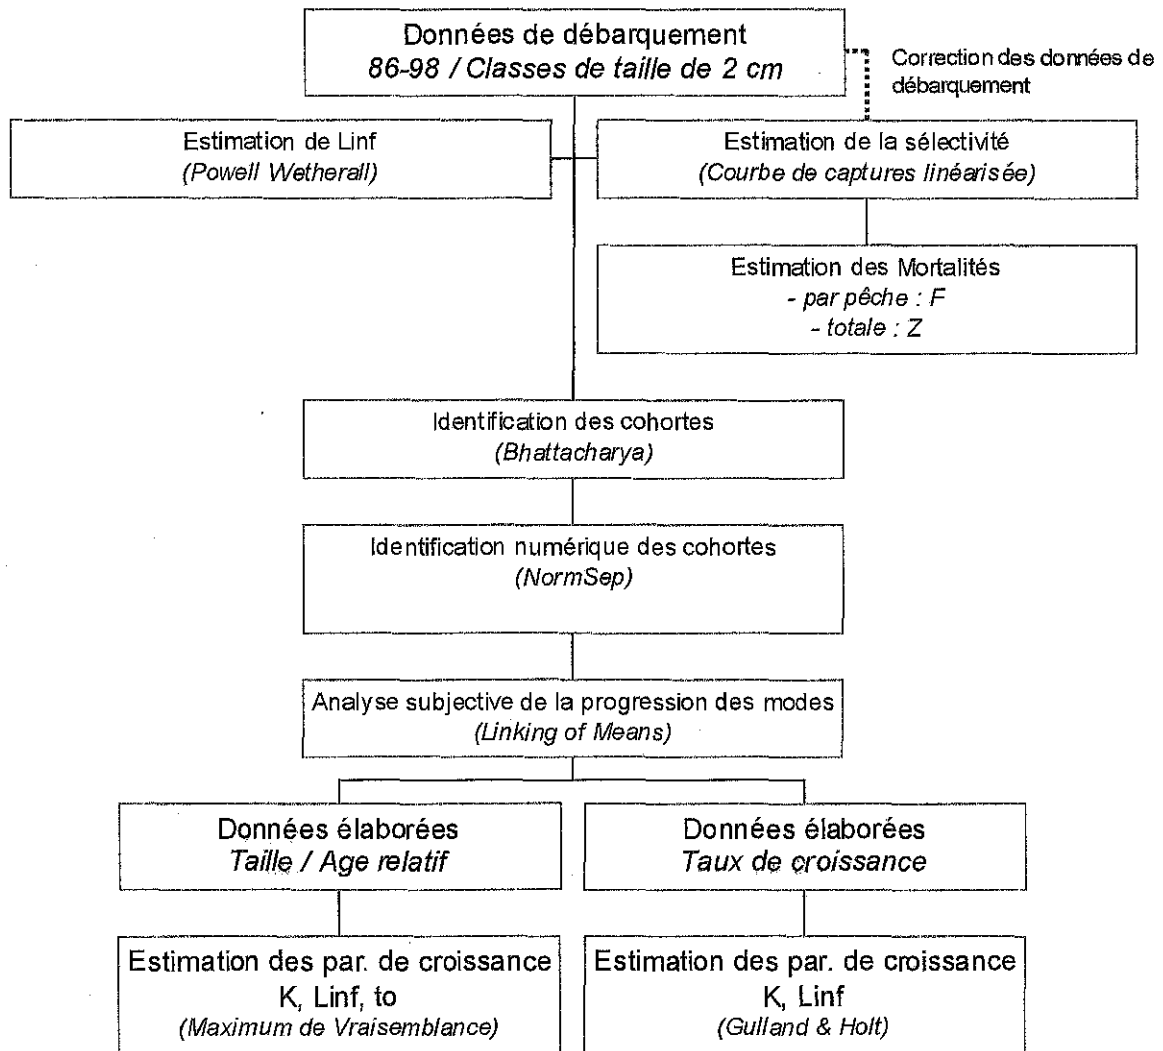 Données de débarquement
86-98 / Classes de taille de 2 cm
Correction des données de
débarquement
Estimation de Linf
(Powell Wetherall)
Estimation de la sélectivité
(Courbe de captures linéarisée)
Estimation des Mortalités
- par pêche : F
- totale : Z
Identification des cohortes
(Bhattacharya)
Identification numérique des cohortes
(NormSep)
Analyse subjective de la progression des modes
(Linking of Means)
Données élaborées
Taille / Age relatif
Données élaborées
Taux de croissance
Estimation des par. de croissance
K, Linf, to
(Maximum de Vraisemblance)
Estimation des par. de croissance
K, Linf
(Gulland & Holt)